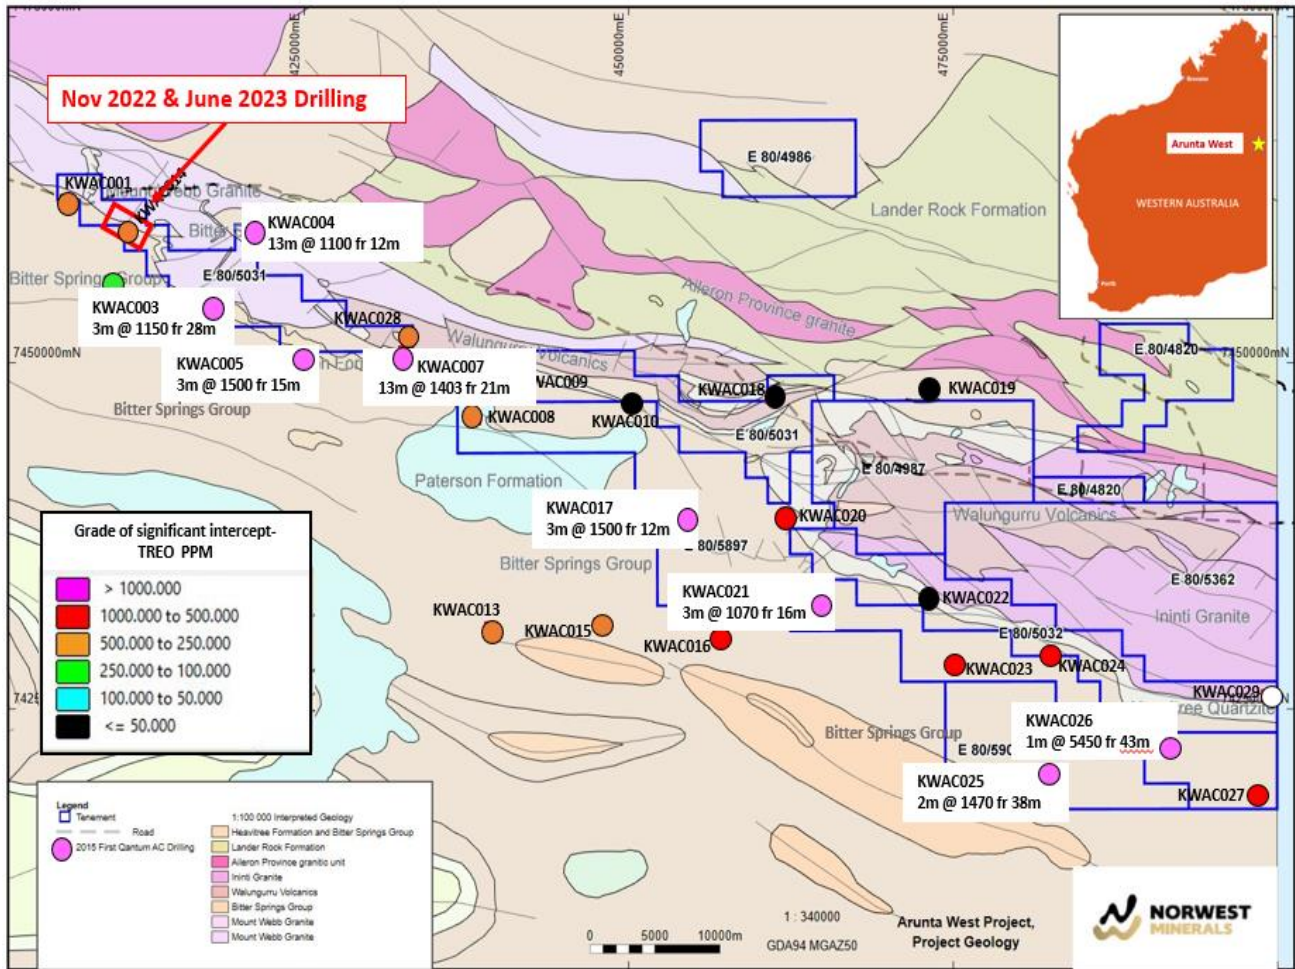 425000mE
450000mE
475000mE
Nov 2022 & June 2023 Drilling
Broome
Arunta West
WESTERN AUSTRALIA
Perth
E 80/4986
KWAC001
Mount Webb Granite
Lander Rock Formation
KWAC004
13m @ 1100 fr 12m
Bitter Springs Group
E 80/5031
Aileron Province granite
KWAC003
3m @ 1150 fr 28m
KWAC028
Walungurru Volcanics
E 80/4820
7450000mN
7450000mN
KWAC005
3m @ 1500 fr 15m
KWAC007
13m @ 1403 fr 21m
KWAC009
KWAC018
KWAC019
Bitter Springs Group
KWAC008
KWAC010
E 80/5031
E 80/4987
Paterson Formation
E 80/4820
KWAC017
3m @ 1500 fr 12m
KWAC020
Walungurru Volcanics
E 80/5897
Bitter Springs Group
E 80/5362
Grade of significant intercept-
TREO PPM
> 1000.000
1000.000 to 500.000
500.000 to 250.000
250.000 to 100.000
100.000 to 50.000
<= 50.000
KWAC021
3m @ 1070 fr 16m
KWAC022
Ininti Granite
KWAC013
KWAC015
KWAC016
E 80/5032
KWAC023
KWAC024
KWAC029
ree Quartzite
Bitter Springs Group
KWAC026
1m @ 5450 fr 43m
E 80/590
KWAC025
2m @ 1470 fr 38m
KWAC027
Legend
Tenement
Road
2015 First Qantum AC Drilling
1:100 000 Interpreted Geology
Heavitree Formation and Bitter Springs Group
Lander Rock Formation
Aileron Province granitic unit
Ininti Granite
Walungurru Volcanics
Bitter Springs Group
Mount Webb Granite
Mount Webb Granite
1 : 340000
0 5000 10000m
GDA94 MGAZ50
Arunta West Project,
Project Geology
NORWEST
MINERALS